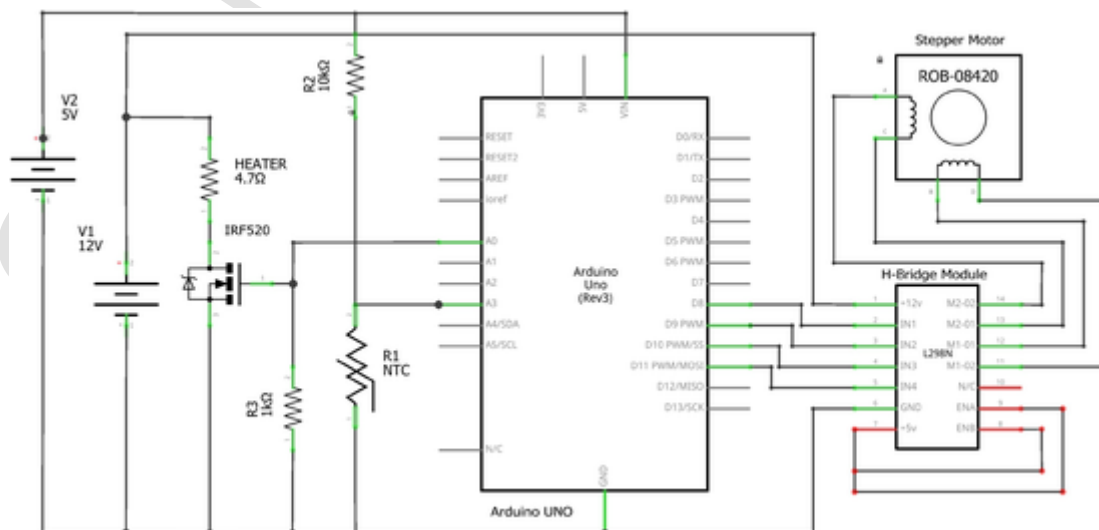 V2
5V
V1
12V
HEATER
4.7Ω
IRF520
R2
10kΩ
R3
1kΩ
R1
NTC
3V3
5V
VIN
RESET
RESET2
AREF
ioref
A0
A1
A2
A3
A4/SDA
A5/SCL
N/C
D0/RX
D1/TX
D2
D3 PWM
D4
D5 PWM
D6 PWM
D7
D8
D9 PWM
D10 PWM/SS
D11 PWM/MOSI
D12/MISO
D13/SCK
GND
Arduino
Uno
(Rev3)
Arduino UNO
Stepper Motor
ROB-08420
H-Bridge Module
L298N
+12v
IN1
IN2
IN3
IN4
GND
+5v
M2-02
M2-01
M1-01
M1-02
N/C
ENA
ENB